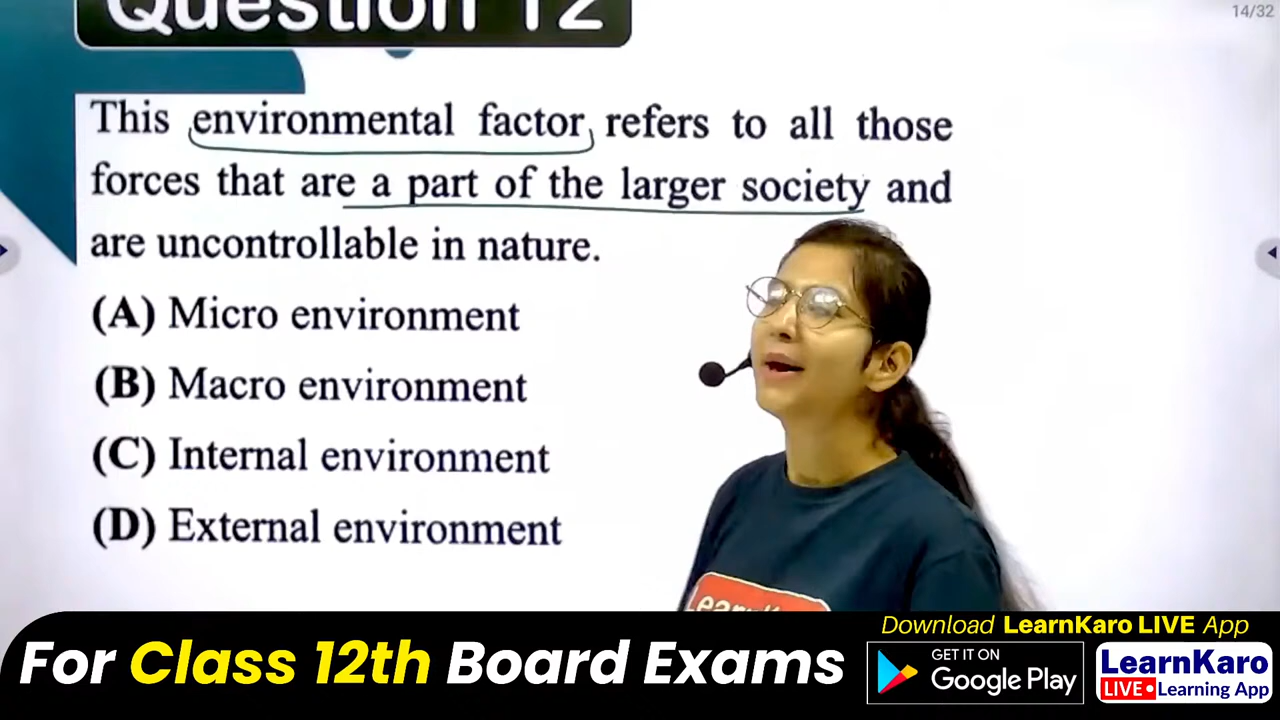 14/32
Question 12
This environmental factor refers to all those
forces that are a part of the larger society and
are uncontrollable in nature.
(A) Micro environment
(B) Macro environment
(C) Internal environment
(D) External environment
For Class 12th Board Exams
Download LearnKaro LIVE App
GET IT ON
Google Play
LearnKaro
LIVE • Learning App